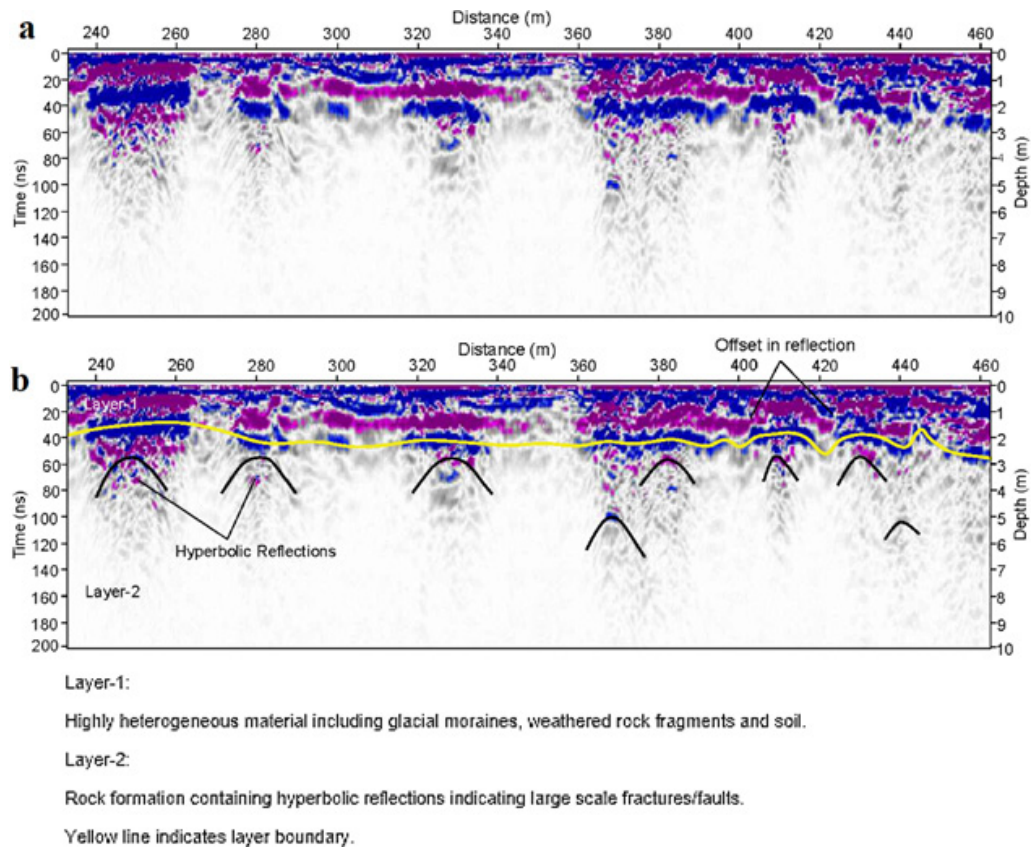 a
Distance (m)
240 260 280 300 320 340 360 380 400 420 440 460
Time (ns)
0
20
40
60
80
100
120
140
160
180
200
Depth (m)
0
1
2
3
4
5
6
7
8
9
10
b
Distance (m)
Offset in reflection
240 260 280 300 320 340 360 380 400 420 440 460
Time (ns)
0
20
40
60
80
100
120
140
160
180
200
Layer-1
Hyperbolic Reflections
Layer-2
Depth (m)
0
1
2
3
4
5
6
7
8
9
10
Layer-1:
Highly heterogeneous material including glacial moraines, weathered rock fragments and soil.
Layer-2:
Rock formation containing hyperbolic reflections indicating large scale fractures/faults.
Yellow line indicates layer boundary.